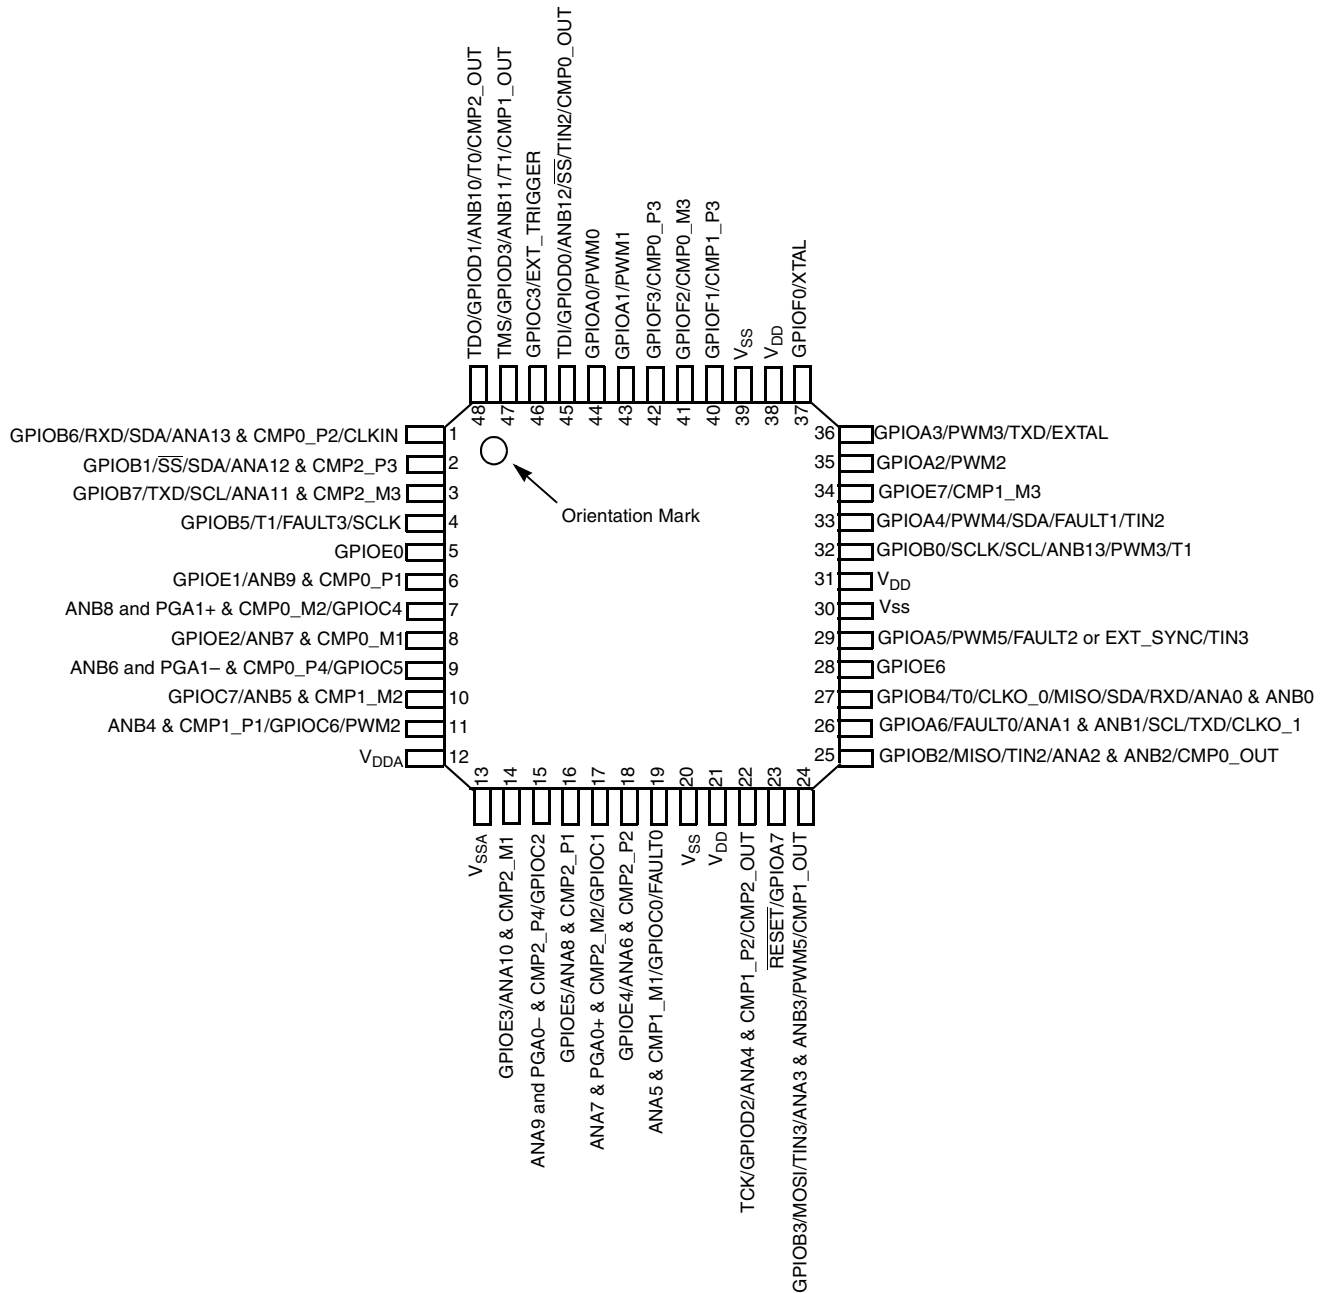 TDO/GPIOD1/ANB10/T0/CMP2_OUT
TMS/GPIOD3/ANB11/T1/CMP1_OUT
GPIOC3/EXT_TRIGGER
TDI/GPIOD0/ANB12/S̅S̅/TIN2/CMP0_OUT
GPIOA0/PWM0
GPIOA1/PWM1
GPIOF3/CMP0_P3
GPIOF2/CMP0_M3
GPIOF1/CMP1_P3
VSS
VDD
GPIOF0/XTAL
48
47
46
45
44
43
42
41
40
39
38
37
GPIOB6/RXD/SDA/ANA13 & CMP0_P2/CLKIN
1
GPIOB1/S̅S̅/SDA/ANA12 & CMP2_P3
2
GPIOB7/TXD/SCL/ANA11 & CMP2_M3
3
GPIOB5/T1/FAULT3/SCLK
4
GPIOE0
5
GPIOE1/ANB9 & CMP0_P1
6
ANB8 and PGA1+ & CMP0_M2/GPIOC4
7
GPIOE2/ANB7 & CMP0_M1
8
ANB6 and PGA1– & CMP0_P4/GPIOC5
9
GPIOC7/ANB5 & CMP1_M2
10
ANB4 & CMP1_P1/GPIOC6/PWM2
11
VDDA
12
Orientation Mark
36
GPIOA3/PWM3/TXD/EXTAL
35
GPIOA2/PWM2
34
GPIOE7/CMP1_M3
33
GPIOA4/PWM4/SDA/FAULT1/TIN2
32
GPIOB0/SCLK/SCL/ANB13/PWM3/T1
31
VDD
30
Vss
29
GPIOA5/PWM5/FAULT2 or EXT_SYNC/TIN3
28
GPIOE6
27
GPIOB4/T0/CLKO_0/MISO/SDA/RXD/ANA0 & ANB0
26
GPIOA6/FAULT0/ANA1 & ANB1/SCL/TXD/CLKO_1
25
GPIOB2/MISO/TIN2/ANA2 & ANB2/CMP0_OUT
13
14
15
16
17
18
19
20
21
22
23
24
VSSA
GPIOE3/ANA10 & CMP2_M1
ANA9 and PGA0– & CMP2_P4/GPIOC2
GPIOE5/ANA8 & CMP2_P1
ANA7 & PGA0+ & CMP2_M2/GPIOC1
GPIOE4/ANA6 & CMP2_P2
ANA5 & CMP1_M1/GPIOC0/FAULT0
VSS
VDD
TCK/GPIOD2/ANA4 & CMP1_P2/CMP2_OUT
R̅E̅S̅E̅T̅/GPIOA7
GPIOB3/MOSI/TIN3/ANA3 & ANB3/PWM5/CMP1_OUT